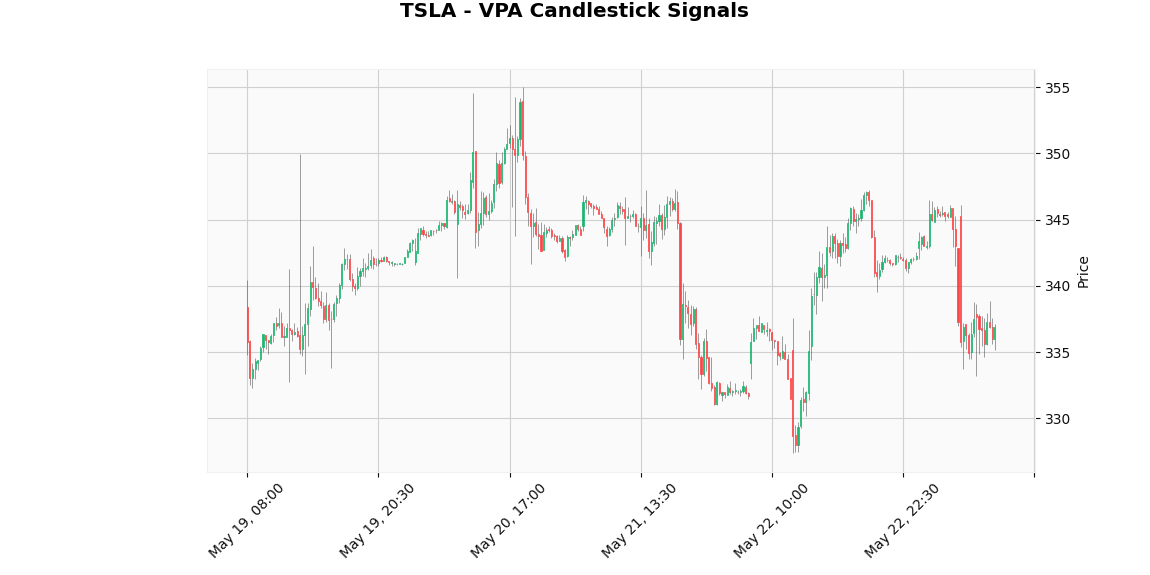 TSLA - VPA Candlestick Signals
355
350
345
340
335
330
Price
May 19, 08:00
May 19, 20:30
May 20, 17:00
May 21, 13:30
May 22, 10:00
May 22, 22:30